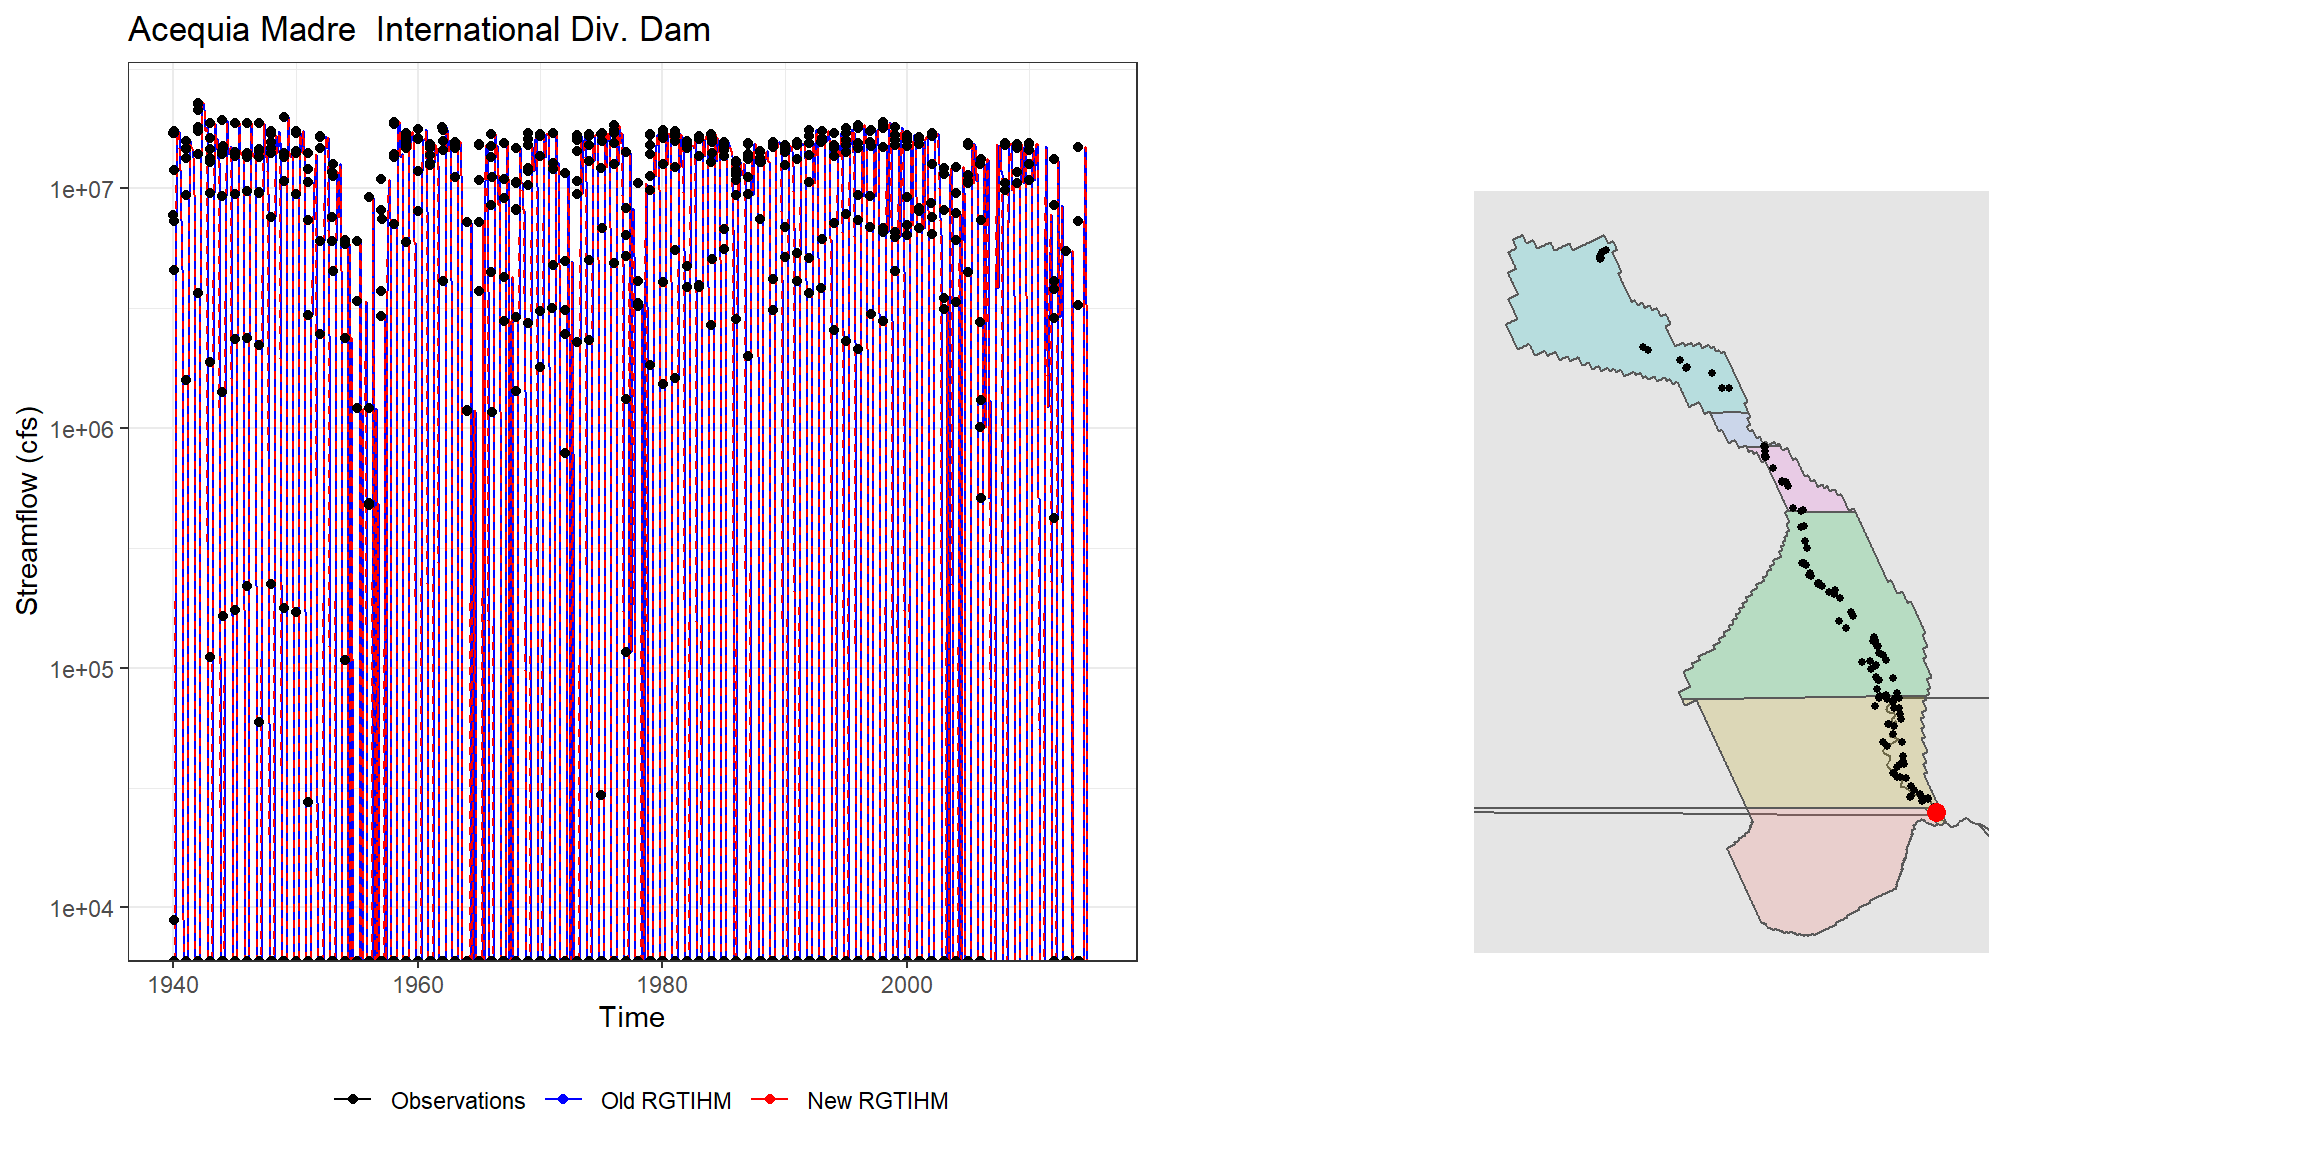 Acequia Madre  International Div. Dam
Streamflow (cfs)
1e+07
1e+06
1e+05
1e+04
1940 1960 1980 2000
Time
Observations Old RGTIHM New RGTIHM